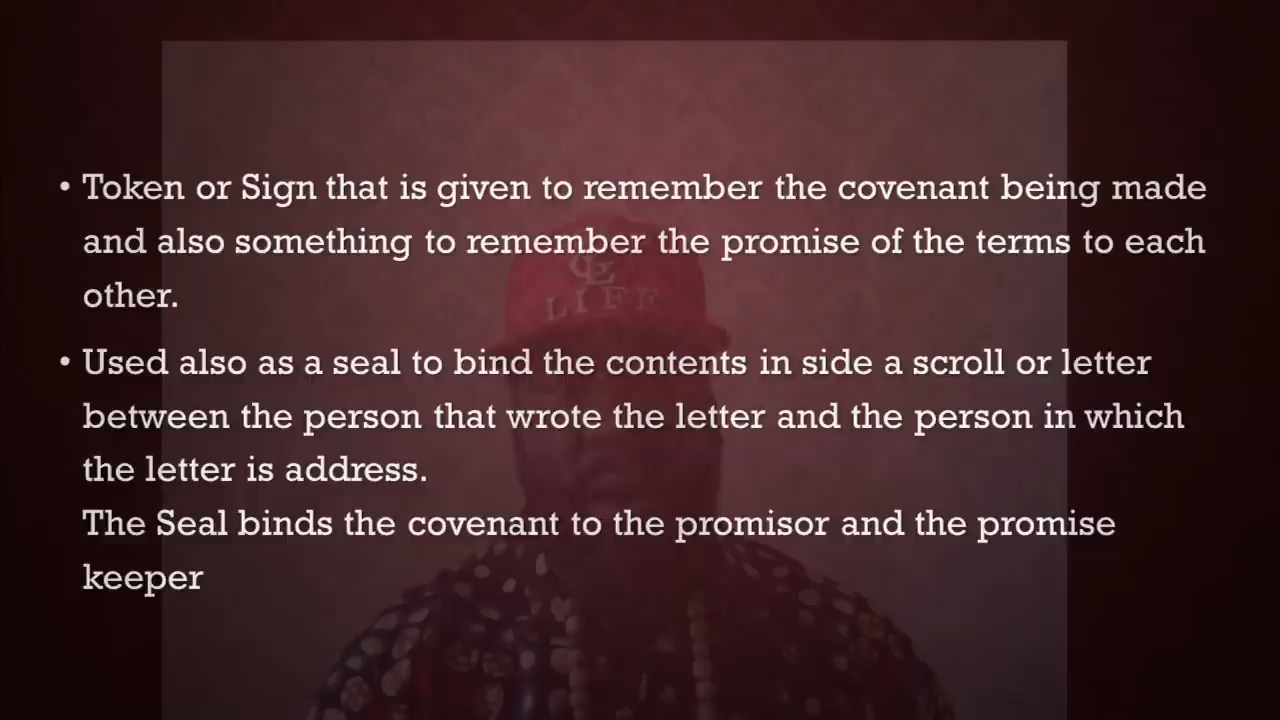 • Token or Sign that is given to remember the covenant being made
and also something to remember the promise of the terms to each
other.
• Used also as a seal to bind the contents in side a scroll or letter
between the person that wrote the letter and the person in which
the letter is address.
The Seal binds the covenant to the promisor and the promise
keeper
LIFE